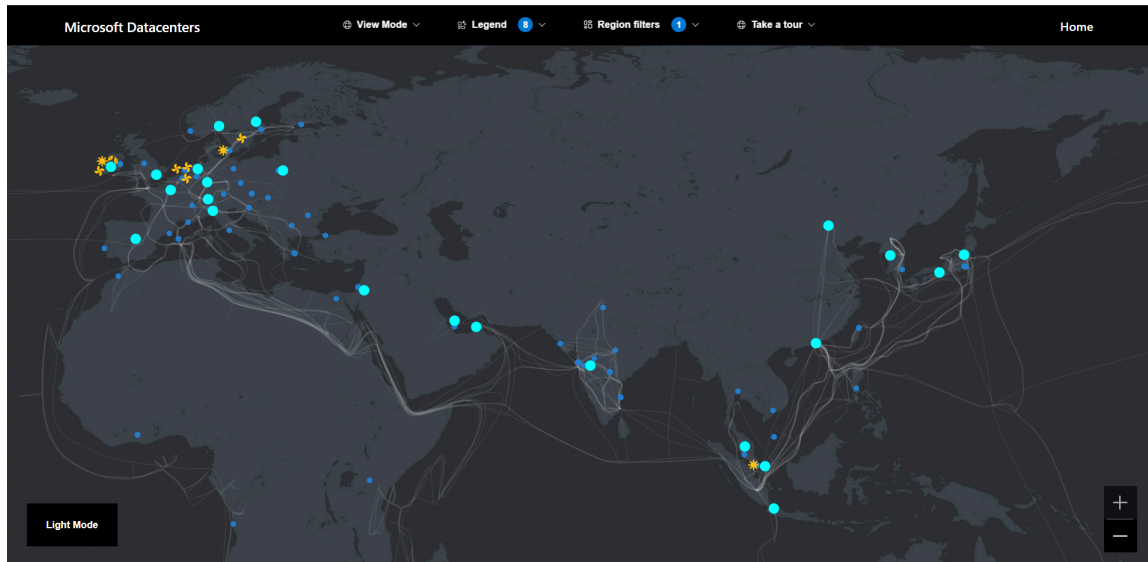 Microsoft Datacenters
View Mode
Legend 8
Region filters 1
Take a tour
Home
Light Mode
+
−